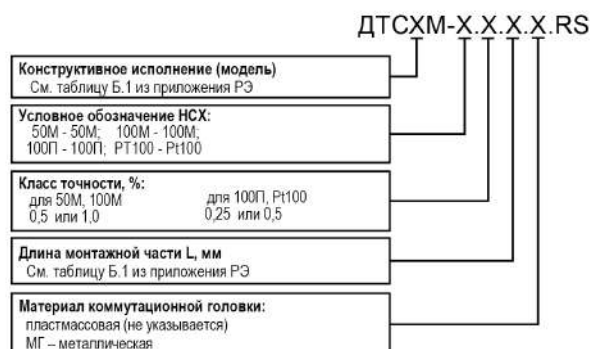 ДТСХМ-Х.Х.Х.Х.RS
Конструктивное исполнение (модель)
См. таблицу Б.1 из приложения РЭ
Условное обозначение НСХ:
50М - 50М; 100М - 100М;
100П - 100П; РТ100 - Pt100
Класс точности, %:
для 50М, 100М для 100П, Pt100
0,5 или 1,0 0,25 или 0,5
Длина монтажной части L, мм
См. таблицу Б.1 из приложения РЭ
Материал коммутационной головки:
пластмассовая (не указывается)
МГ – металлическая